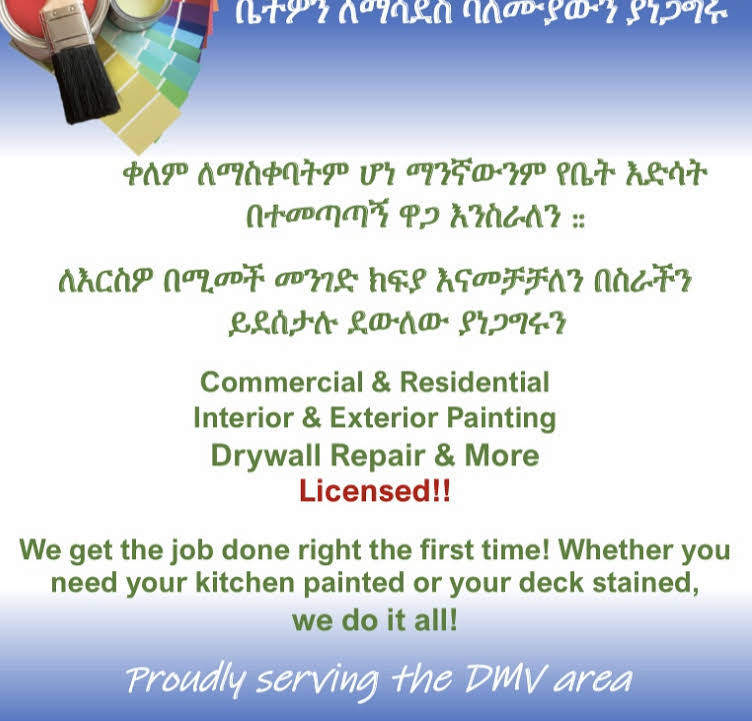 ቤትዎን ለማሳደስ ባለሙያውን ያነጋግሩ
ቀለም ለማስቀባትም ሆነ ማንኛውንም የቤት እድሳት
በተመጣጣኝ ዋጋ እንስራለን ።
ለእርስዎ በሚመች መንገድ ክፍያ እናመቻቻለን በስራችን
ይደሰታሉ ደውለው ያነጋግሩን
Commercial & Residential
Interior & Exterior Painting
Drywall Repair & More
Licensed!!
We get the job done right the first time! Whether you
need your kitchen painted or your deck stained,
we do it all!
Proudly serving the DMV area